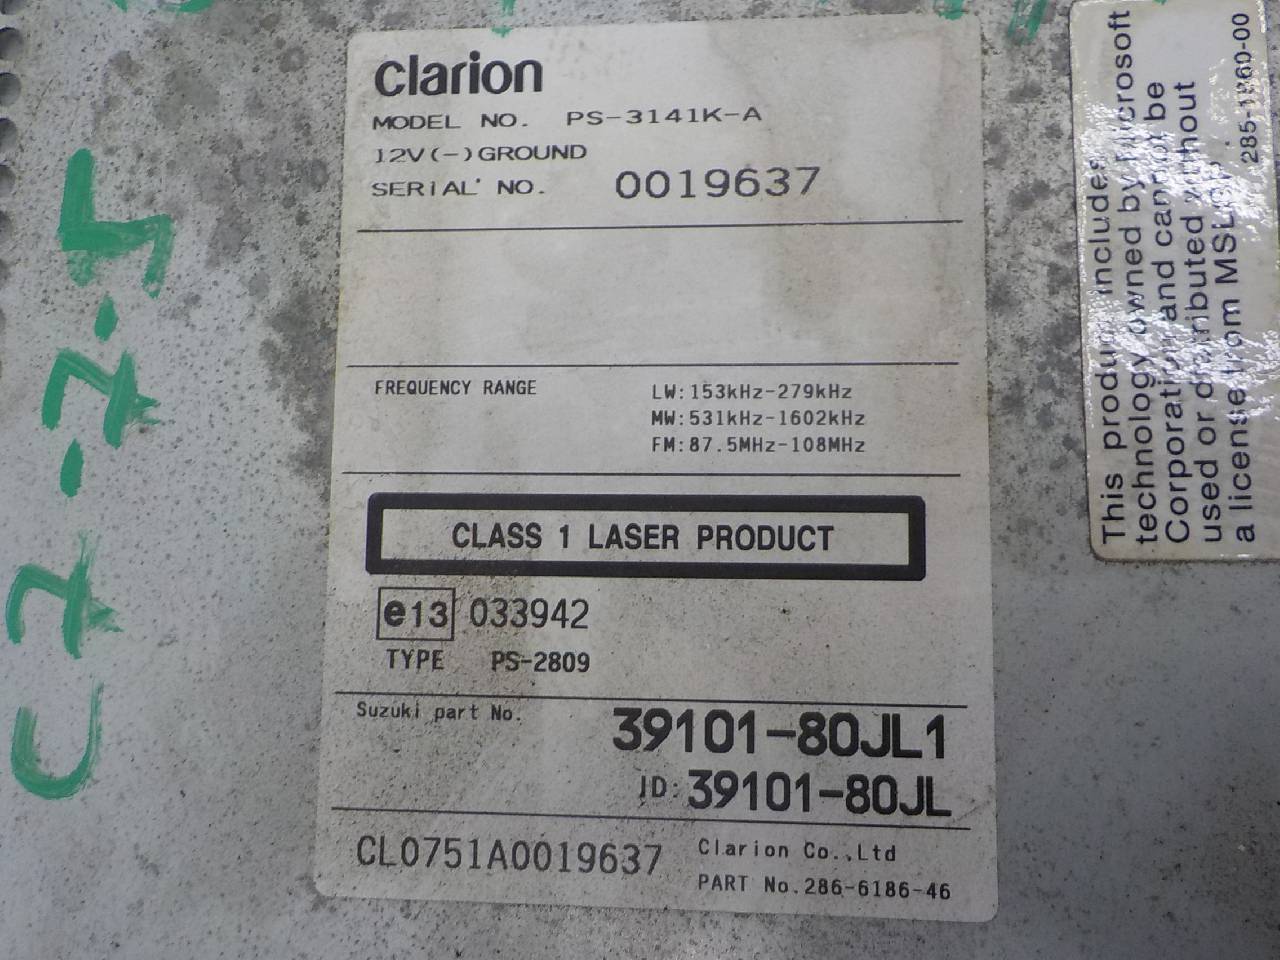 clarion
MODEL NO. PS-3141K-A
12V(-)GROUND
SERIAL NO. 0019637
FREQUENCY RANGE LW:153kHz-279kHz
MW:531kHz-1602kHz
FM:87.5MHz-108MHz
CLASS 1 LASER PRODUCT
e13 033942
TYPE PS-2809
Suzuki part No. 39101-80JL1
ID:39101-80JL
CL0751A0019637 Clarion Co.,Ltd
PART No.286-6186-46
This product includes
technology owned by Microsoft
Corporation and cannot be
used or distributed without
a license from MSLGP.